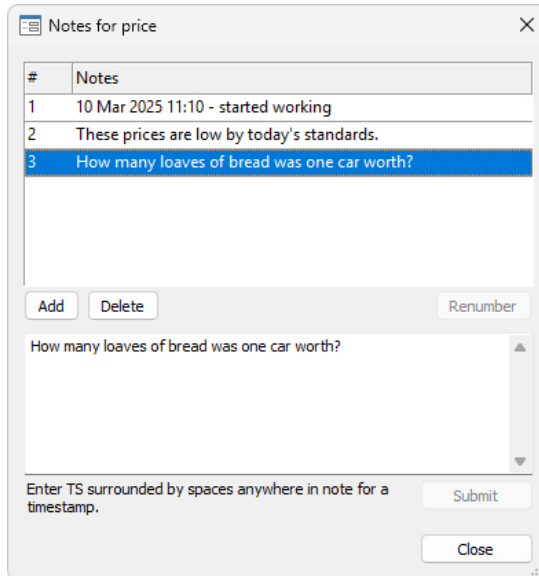 Notes for price
# Notes
1 10 Mar 2025 11:10 - started working
2 These prices are low by today's standards.
3 How many loaves of bread was one car worth?
Add Delete Renumber
How many loaves of bread was one car worth?
Enter TS surrounded by spaces anywhere in note for a
timestamp.
Submit
Close